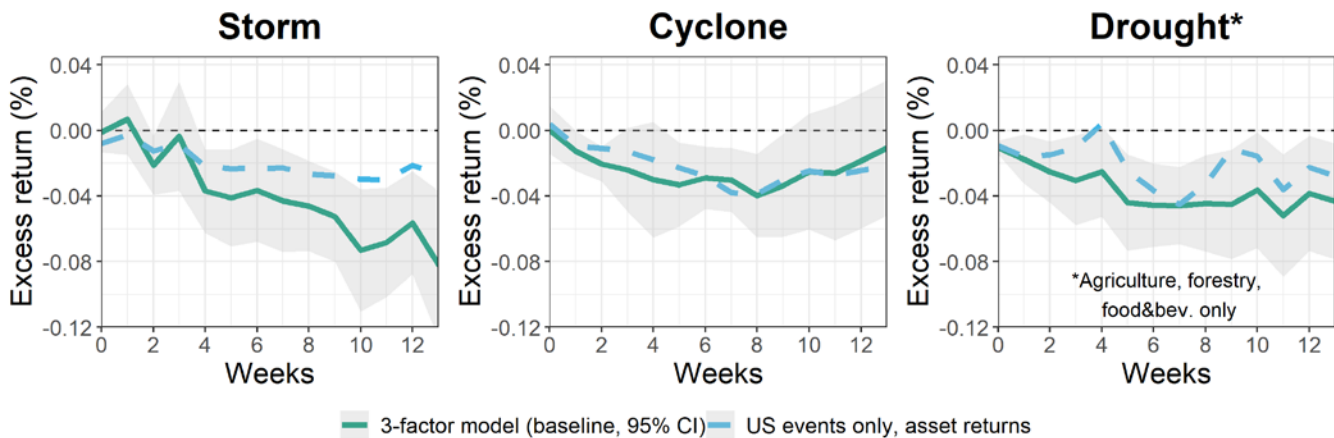 Storm
Cyclone
Drought*
Excess return (%)
0.04
0.00
-0.04
-0.08
-0.12
0 2 4 6 8 10 12
Weeks
Excess return (%)
0.04
0.00
-0.04
-0.08
-0.12
0 2 4 6 8 10 12
Weeks
Excess return (%)
0.04
0.00
-0.04
-0.08
-0.12
*Agriculture, forestry,
food&bev. only
0 2 4 6 8 10 12
Weeks
3-factor model (baseline, 95% CI)
US events only, asset returns